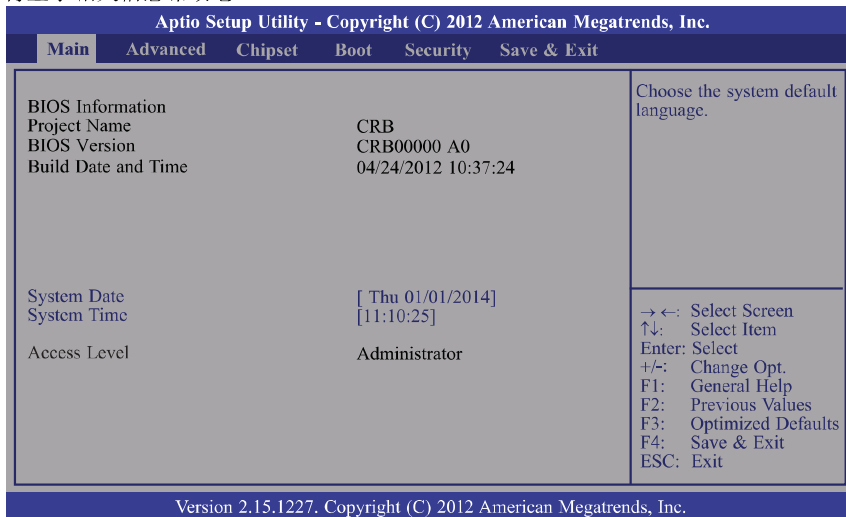 Aptio Setup Utility - Copyright (C) 2012 American Megatrends, Inc.
Main Advanced Chipset Boot Security Save & Exit
BIOS Information
Project Name CRB
BIOS Version CRB00000 A0
Build Date and Time 04/24/2012 10:37:24
System Date [ Thu 01/01/2014]
System Time [11:10:25]
Access Level Administrator
Choose the system default
language.
→ ←: Select Screen
↑↓: Select Item
Enter: Select
+/-: Change Opt.
F1: General Help
F2: Previous Values
F3: Optimized Defaults
F4: Save & Exit
ESC: Exit
Version 2.15.1227. Copyright (C) 2012 American Megatrends, Inc.